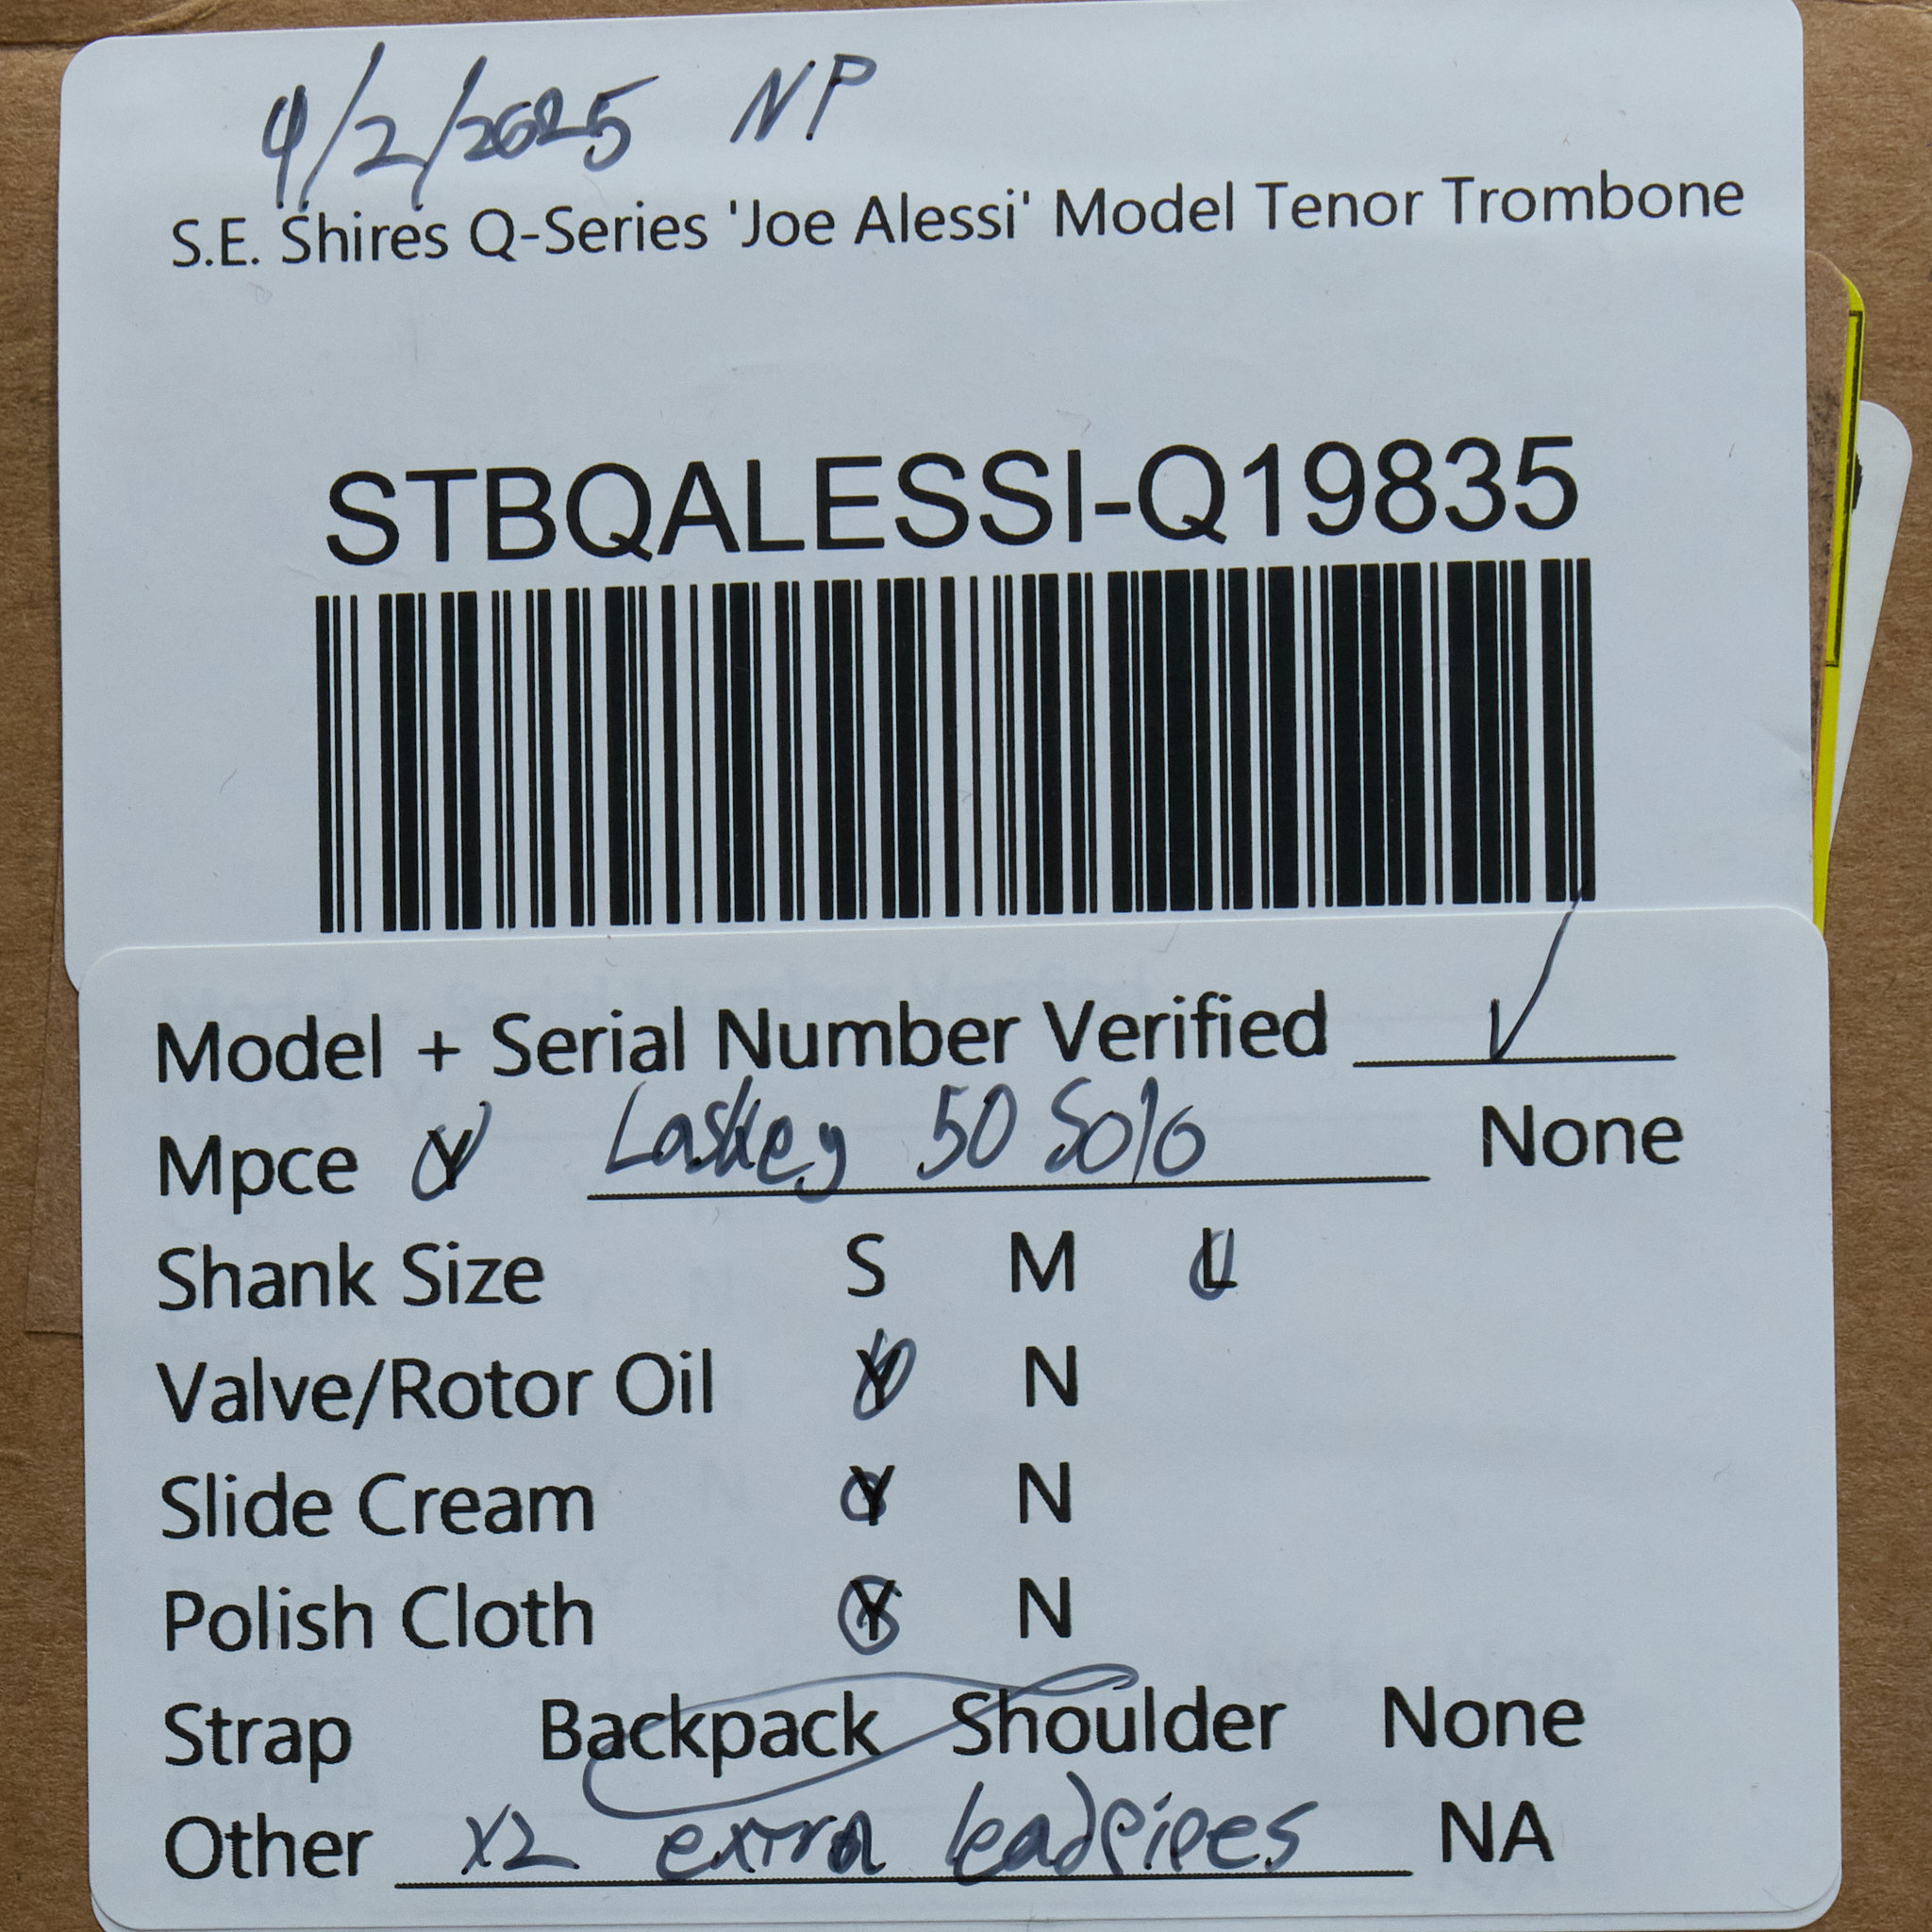 4/2/2025 NP
S.E. Shires Q-Series 'Joe Alessi' Model Tenor Trombone
STBQALESSI-Q19835
Model + Serial Number Verified ✓
Mpce Y Laskey 50 Solo None
Shank Size S M L
Valve/Rotor Oil Y N
Slide Cream Y N
Polish Cloth Y N
Strap Backpack Shoulder None
Other x2 extra leadpipes NA